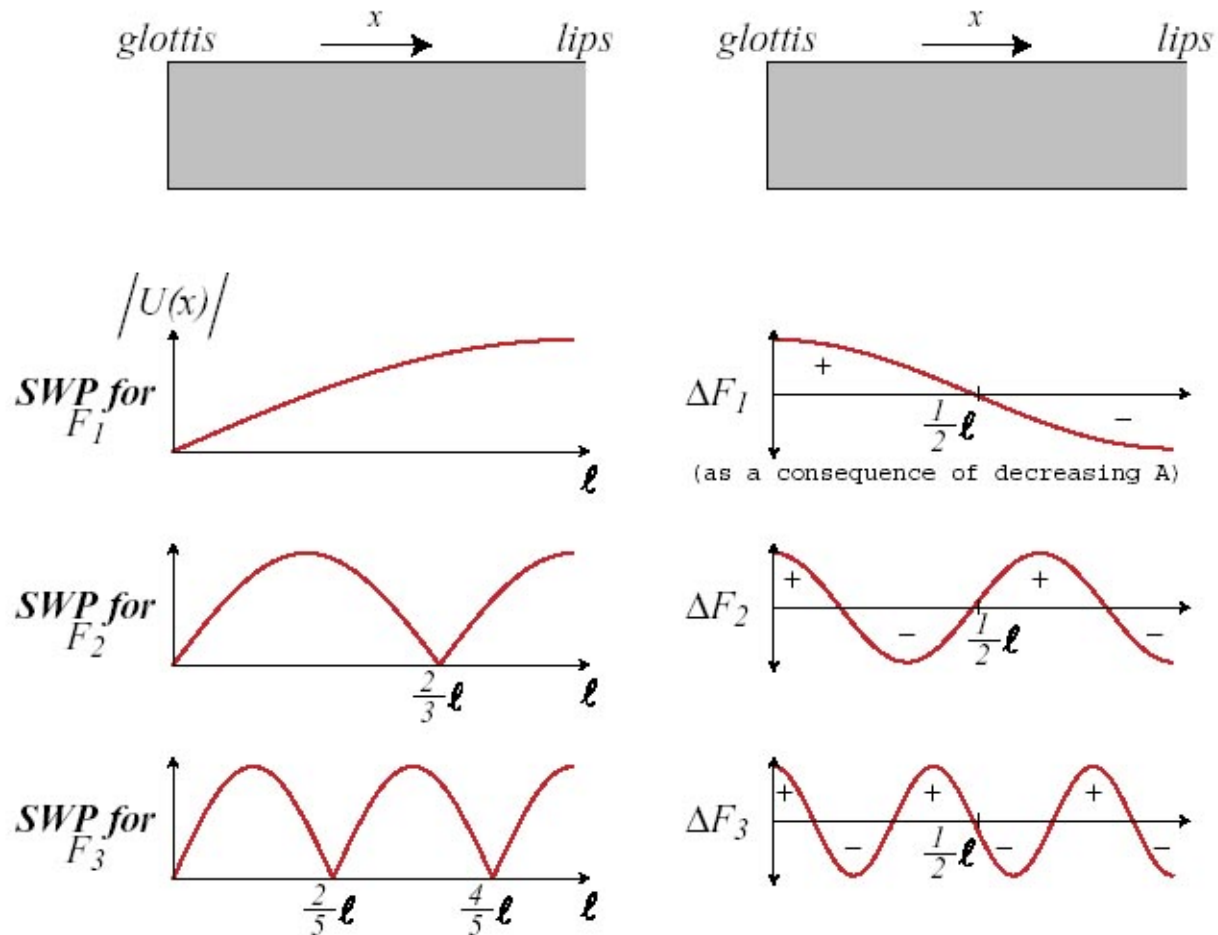 x x
glottis lips glottis lips
|U(x)|
SWP for
F₁
ℓ
ΔF₁
+
−
1/2 ℓ
(as a consequence of decreasing A)
SWP for
F₂
2/3 ℓ
ℓ
ΔF₂
+ − + −
1/2 ℓ
SWP for
F₃
2/5 ℓ
4/5 ℓ
ℓ
ΔF₃
+ − + − + −
1/2 ℓ